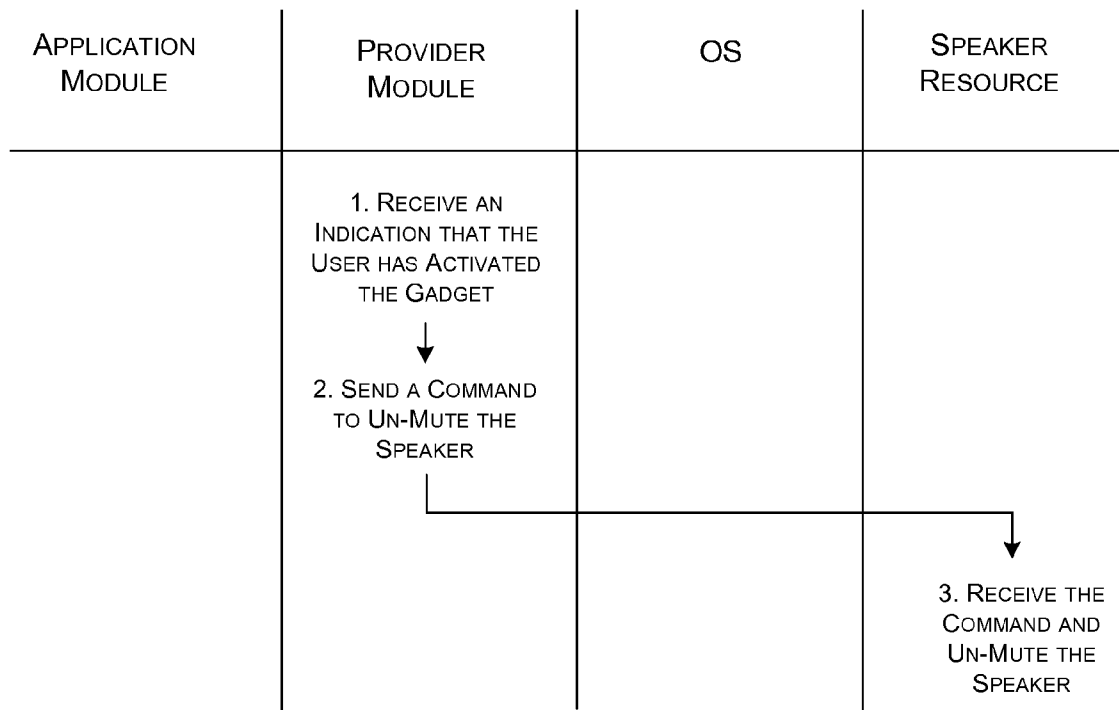 APPLICATION
MODULE
PROVIDER
MODULE
OS
SPEAKER
RESOURCE
1. RECEIVE AN
INDICATION THAT THE
USER HAS ACTIVATED
THE GADGET
2. SEND A COMMAND
TO UN-MUTE THE
SPEAKER
3. RECEIVE THE
COMMAND AND
UN-MUTE THE
SPEAKER